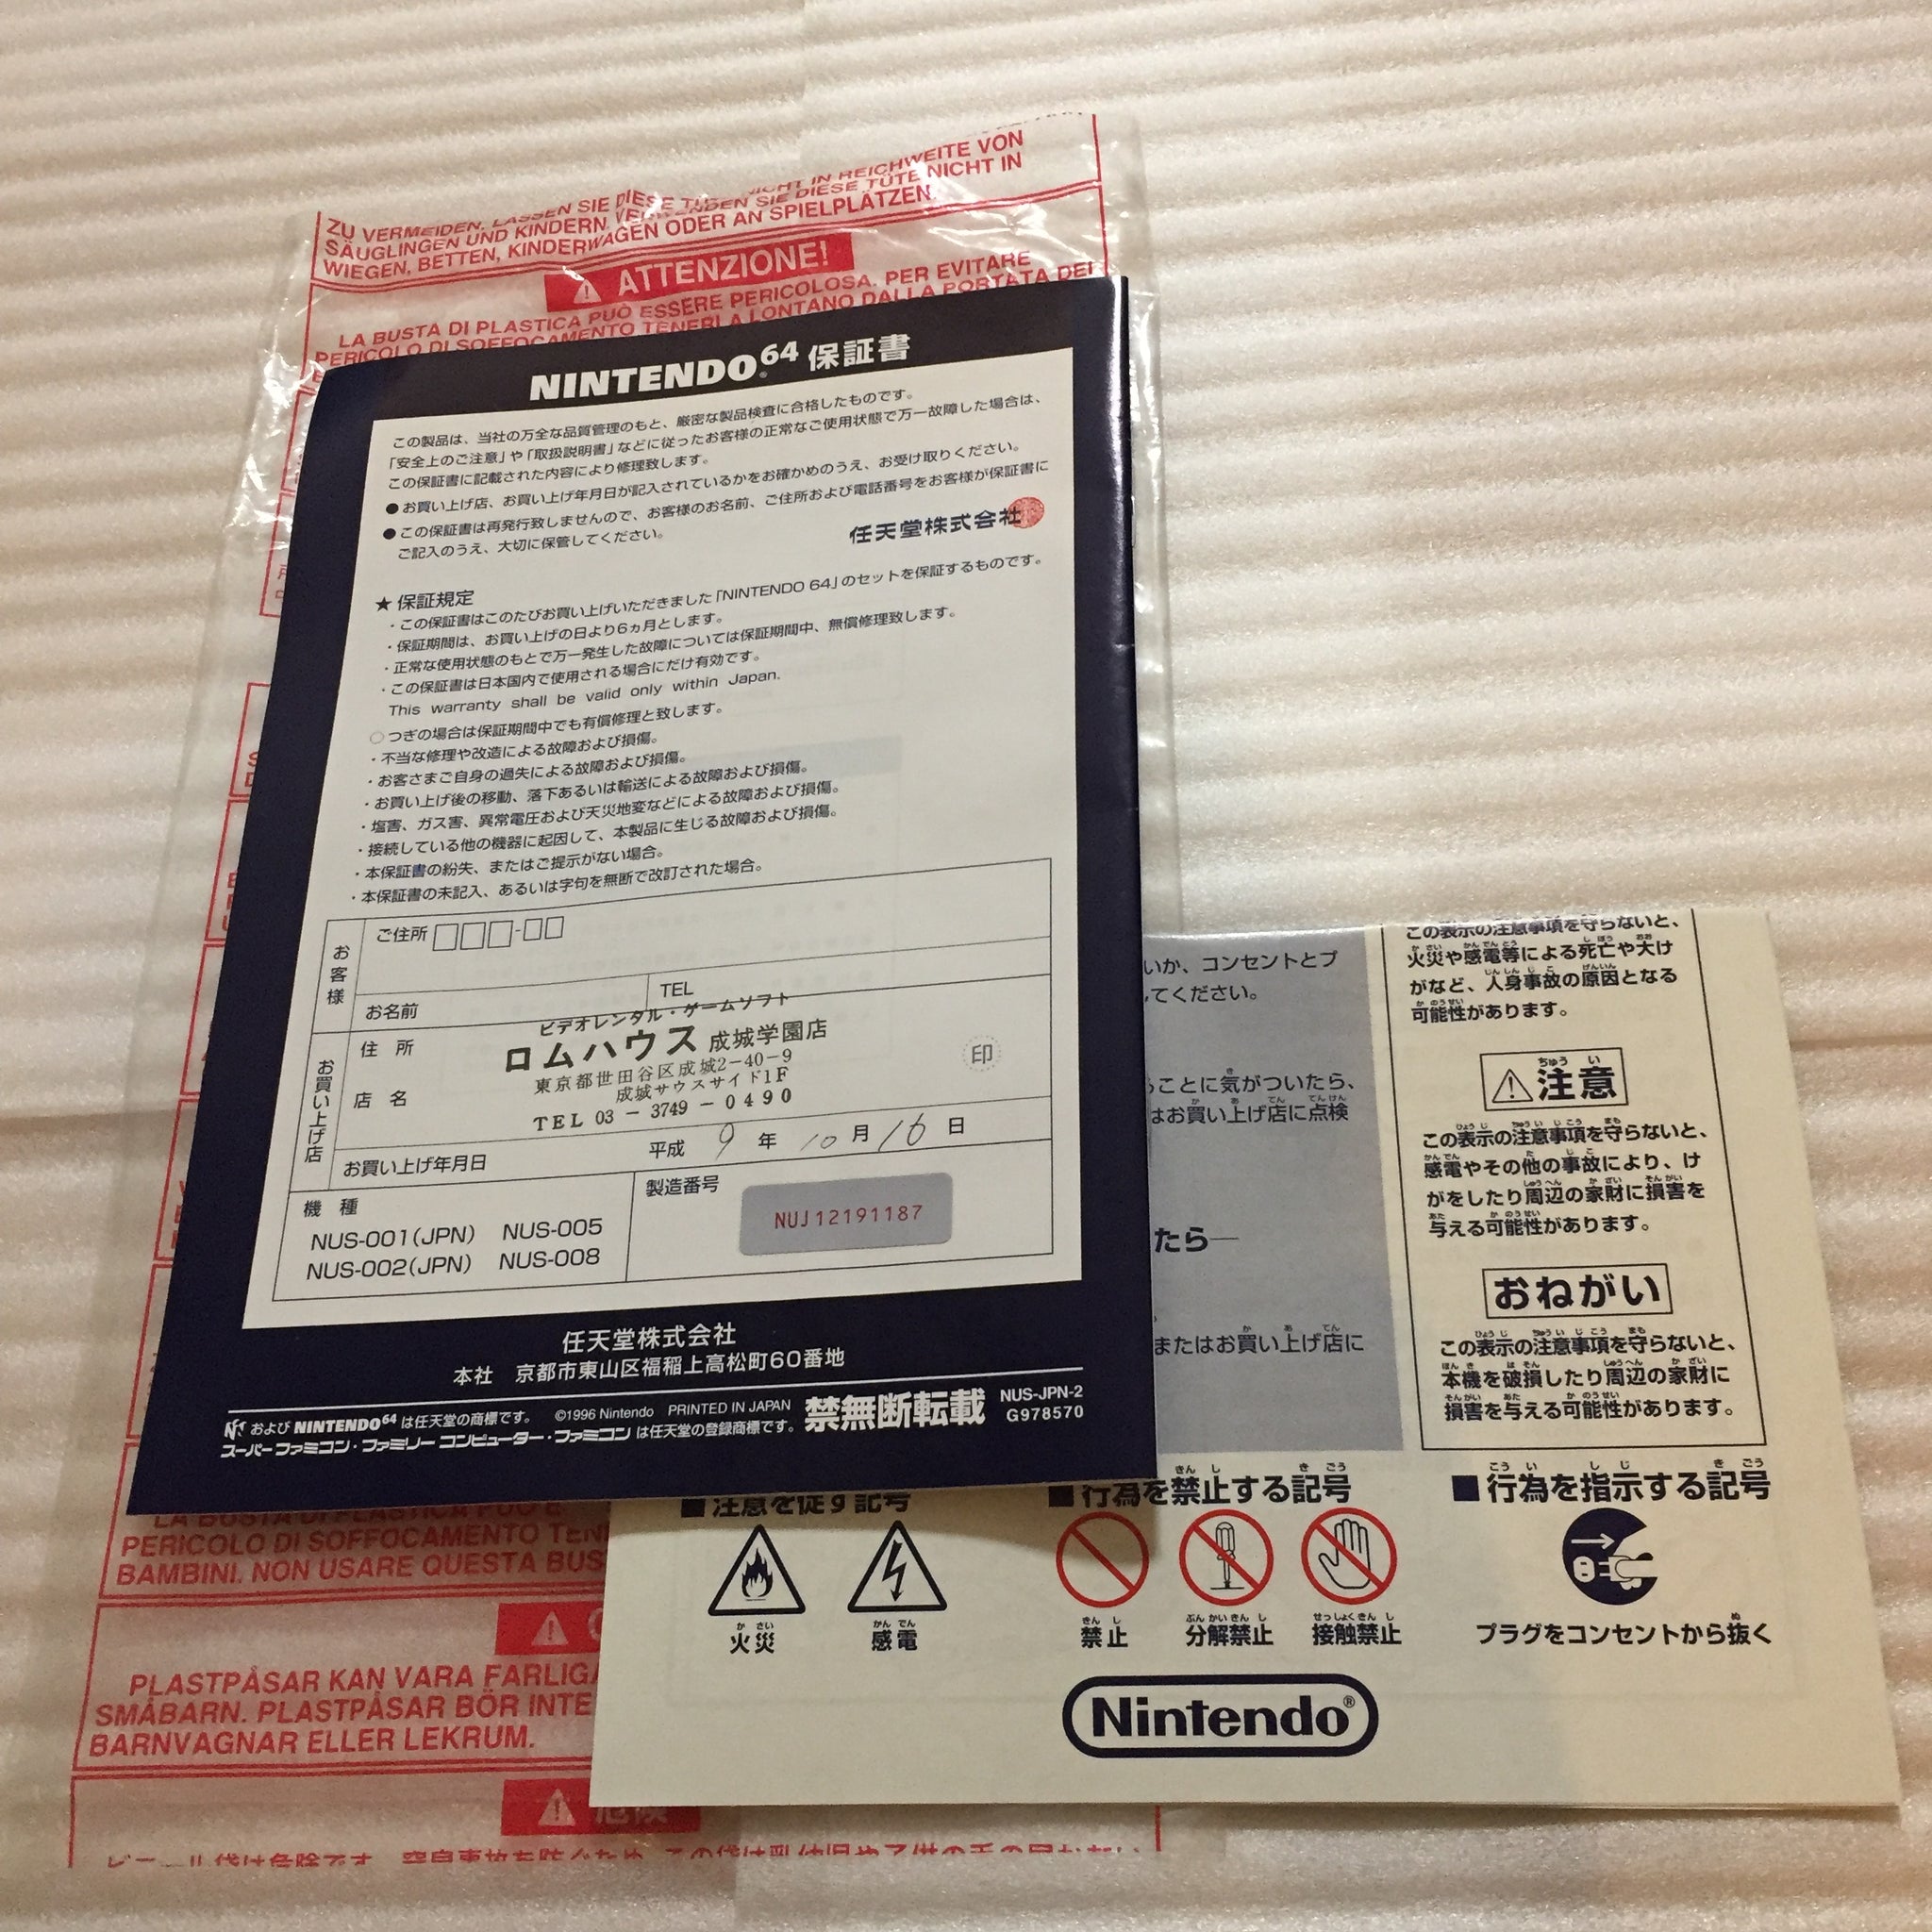 ZU VERMEIDEN, LASSEN SIE DIESE NICHT IN REICHWEITE VON
SÄUGLINGEN UND KINDERN, VERWENDEN SIE DIESE TÜTE NICHT IN
WIEGEN, BETTEN, KINDERWAGEN ODER AN SPIELPLÄTZEN.
ATTENZIONE!
LA BUSTA DI PLASTICA PUÒ ESSERE PERICOLOSA. PER EVITARE
PERICOLO DI SOFFOCAMENTO TENERLA LONTANO DALLA PORTATA DEI
NINTENDO64 保証書
この製品は、当社の万全な品質管理のもと、厳密な製品検査に合格したものです。
「安全上のご注意」や「取扱説明書」などに従ったお客様の正常なご使用状態で万一故障した場合は、
この保証書に記載された内容により修理致します。
●お買い上げ店、お買い上げ年月日が記入されているかをお確かめのうえ、お受け取りください。
●この保証書は再発行致しませんので、お客様のお名前、ご住所および電話番号をお客様が保証書に
ご記入のうえ、大切に保管してください。
任天堂株式会社
★保証規定
・この保証書はこのたびお買い上げいただきました「NINTENDO 64」のセットを保証するものです。
・保証期間は、お買い上げの日より6ヵ月とします。
・正常な使用状態のもとで万一発生した故障については保証期間中、無償修理致します。
・この保証書は日本国内で使用される場合にだけ有効です。
This warranty shall be valid only within Japan.
○つぎの場合は保証期間中でも有償修理と致します。
・不当な修理や改造による故障および損傷。
・お客さまご自身の過失による故障および損傷。
・お買い上げ後の移動、落下あるいは輸送による故障および損傷。
・塩害、ガス害、異常電圧および天災地変などによる故障および損傷。
・接続している他の機器に起因して、本製品に生じる故障および損傷。
・本保証書の紛失、またはご提示がない場合。
・本保証書の未記入、あるいは字句を無断で改訂された場合。
お客様
ご住所 □□□-□□
お名前
TEL
お買い上げ店
住所
店名
ビデオレンタル・ゲームソフト
ロムハウス 成城学園店
東京都世田谷区成城2-40-9
成城サウスサイド1F
TEL 03 - 3749 - 0490
印
お買い上げ年月日
平成 9 年 10 月 16 日
機種
NUS-001(JPN) NUS-005
NUS-002(JPN) NUS-008
製造番号
NUJ12191187
任天堂株式会社
本社 京都市東山区福稲上高松町60番地
および NINTENDO64 は任天堂の商標です。 ©1996 Nintendo PRINTED IN JAPAN
スーパーファミコン・ファミリーコンピューター・ファミコン は任天堂の登録商標です。
禁無断転載
NUS-JPN-2
G978570
いか、コンセントとプ
てください。
ことに気がついたら、
はお買い上げ店に点検
たら―
またはお買い上げ店に
この表示の注意事項を守らないと、
火災や感電等による死亡や大け
がなど、人身事故の原因となる
可能性があります。
注意
この表示の注意事項を守らないと、
感電やその他の事故により、け
がをしたり周辺の家財に損害を
与える可能性があります。
おねがい
この表示の注意事項を守らないと、
本機を破損したり周辺の家財に
損害を与える可能性があります。
■注意を促す記号
火災
感電
■行為を禁止する記号
禁止
分解禁止
接触禁止
■行為を指示する記号
プラグをコンセントから抜く
Nintendo®
LA BUSTA DI PLASTICA PUÒ E
PERICOLO DI SOFFOCAMENTO TEN
BAMBINI. NON USARE QUESTA BUS
PLASTPÅSAR KAN VARA FARLIGA
SMÅBARN. PLASTPÅSAR BÖR INTE
BARNVAGNAR ELLER LEKRUM.
危険